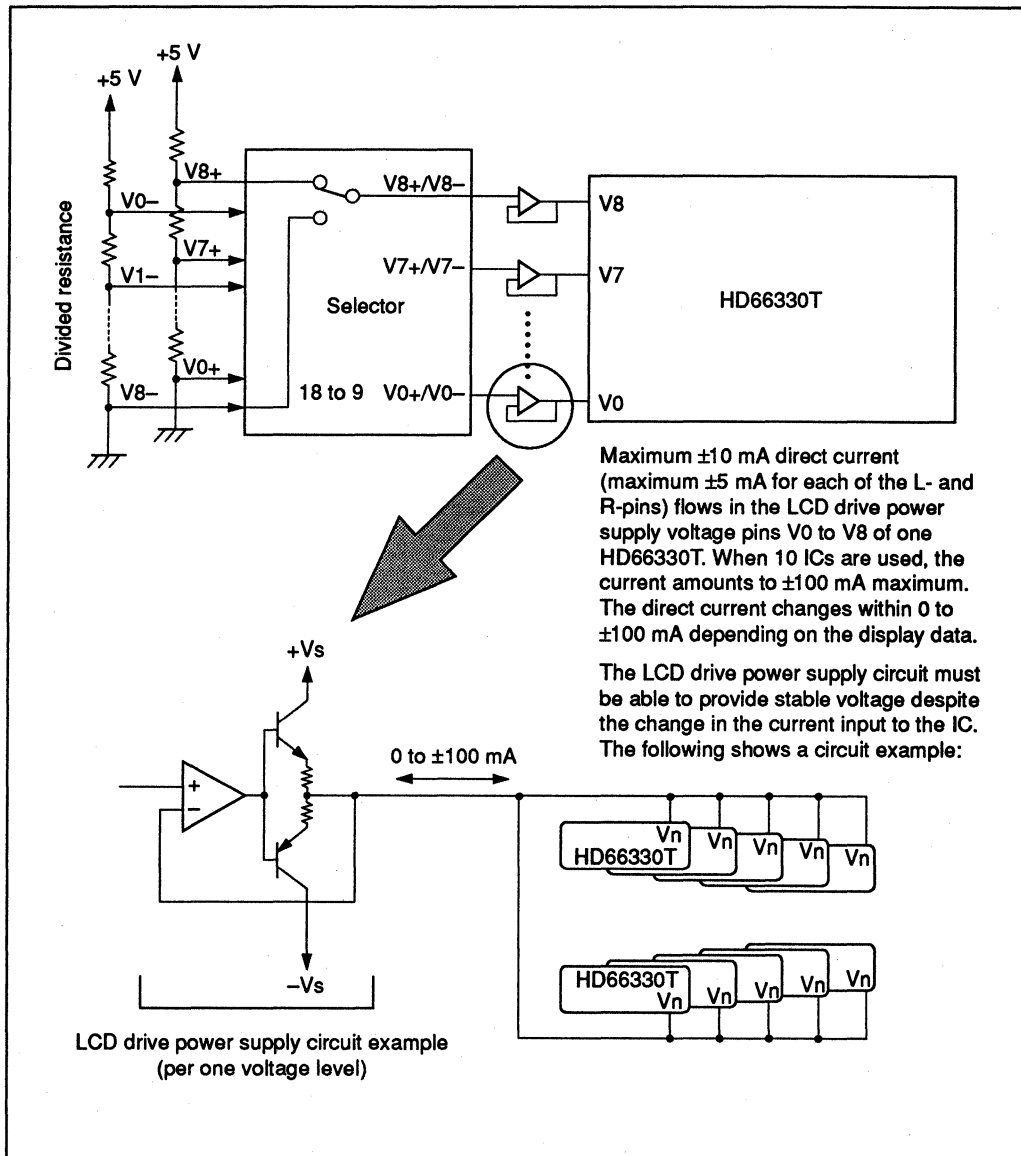 +5 V
+5 V
Divided resistance
V8+
V0−
V7+
V1−
V0+
V8−
Selector
18 to 9
V8+/V8−
V7+/V7−
V0+/V0−
V8
V7
V0
HD66330T
Maximum ±10 mA direct current
(maximum ±5 mA for each of the L- and
R-pins) flows in the LCD drive power
supply voltage pins V0 to V8 of one
HD66330T. When 10 ICs are used, the
current amounts to ±100 mA maximum.
The direct current changes within 0 to
±100 mA depending on the display data.
The LCD drive power supply circuit must
be able to provide stable voltage despite
the change in the current input to the IC.
The following shows a circuit example:
+Vs
+
−
−Vs
0 to ±100 mA
Vn Vn Vn Vn Vn
HD66330T
HD66330T
Vn Vn Vn Vn Vn
LCD drive power supply circuit example
(per one voltage level)